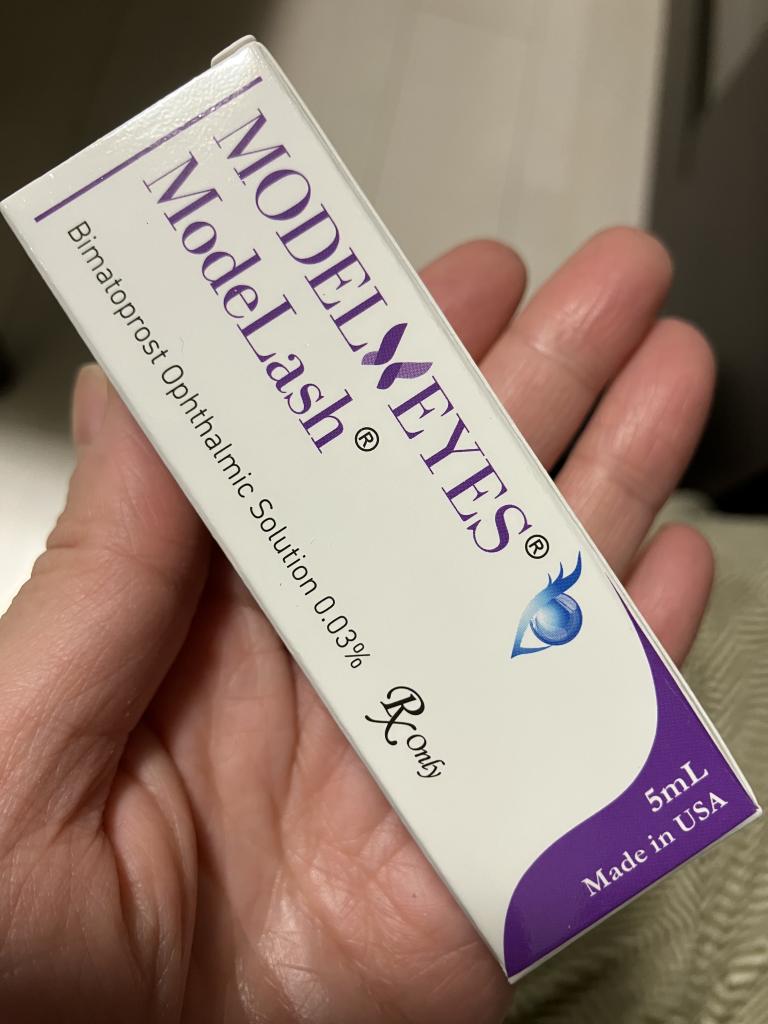 MODEL EYES®
ModeLash®
Bimatoprost Ophthalmic Solution 0.03%
Rx Only
5mL
Made in USA